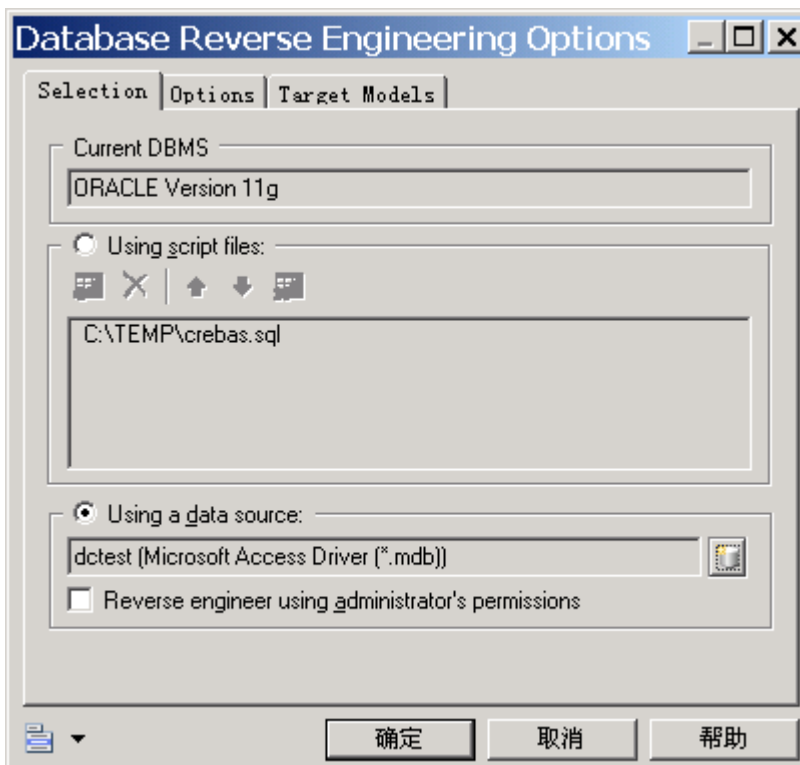 Database Reverse Engineering Options
Selection Options Target Models
Current DBMS
ORACLE Version 11g
Using script files:
C:\TEMP\crebas.sql
Using a data source:
dctest (Microsoft Access Driver (*.mdb))
Reverse engineer using administrator's permissions
确定 取消 帮助